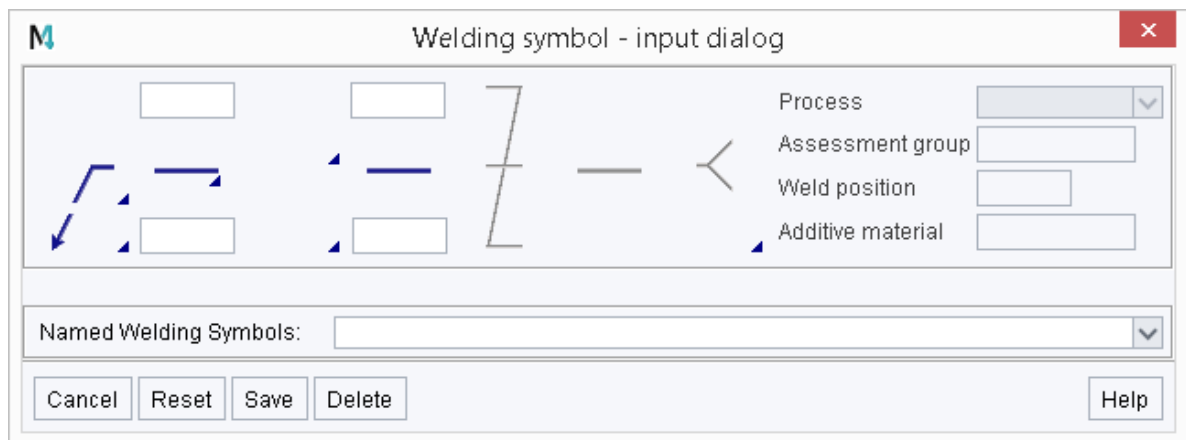 Welding symbol - input dialog
Process
Assessment group
Weld position
Additive material
Named Welding Symbols:
Cancel Reset Save Delete Help